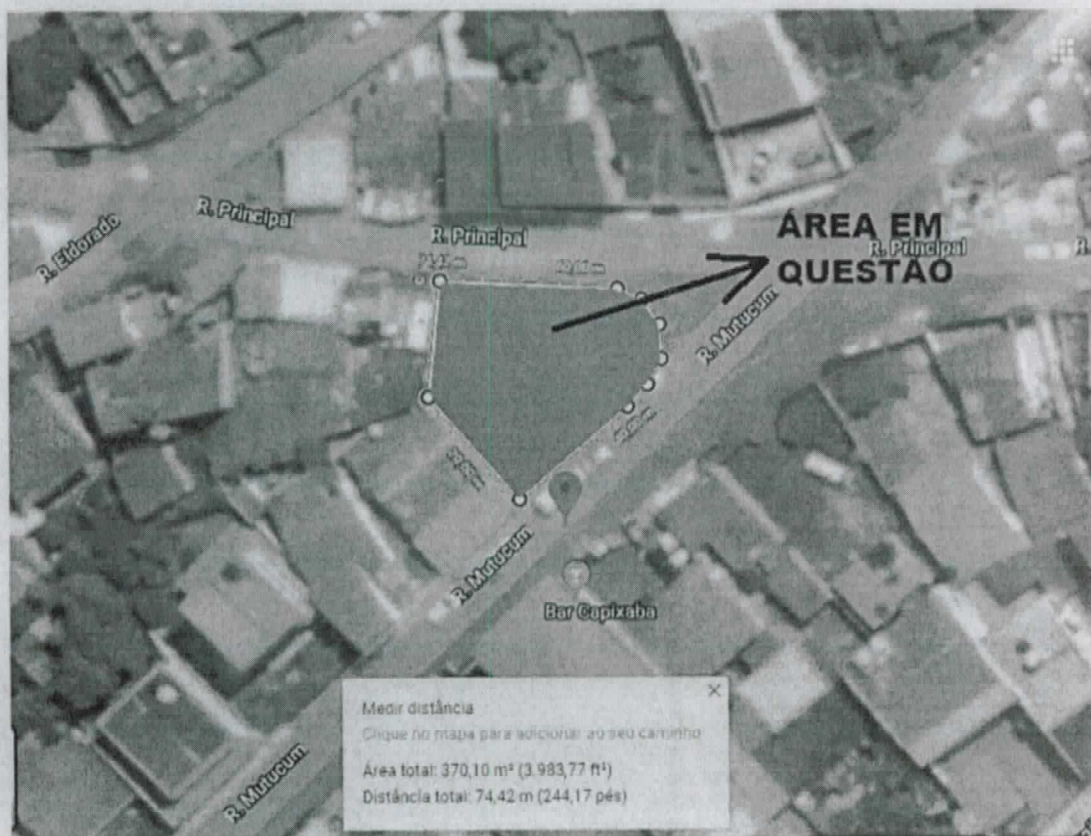 R. Eldorado
R. Principal
R. Principal
ÁREA EM
QUESTÃO
R. Principal
R.
R. Mutucum
R. Mutucum
Bar Capixaba
R. Mutucum
Medir distância
Clique no mapa para adicionar ao seu caminho
Área total: 370,10 m² (3.983,77 ft²)
Distância total: 74,42 m (244,17 pés)